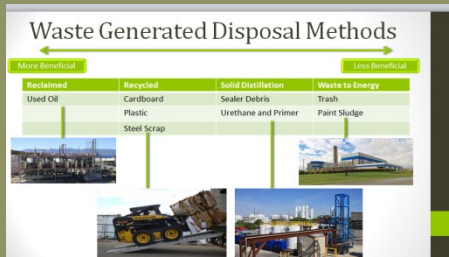 Waste Generated Disposal Methods
More Beneficial
Less Beneficial
Reclaimed Recycled Solid Distillation Waste to Energy
Used Oil Cardboard Sealer Debris Trash
Plastic Urethane and Primer Paint Sludge
Steel Scrap